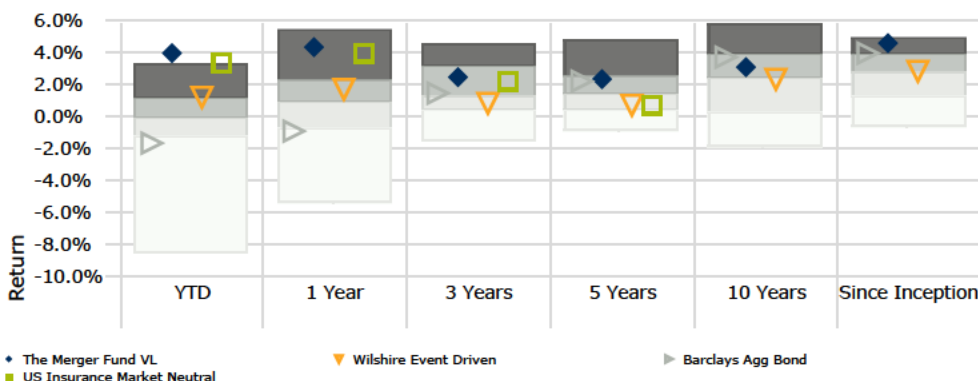 6.0%
4.0%
2.0%
0.0%
-2.0%
-4.0%
-6.0%
-8.0%
-10.0%
Return
YTD 1 Year 3 Years 5 Years 10 Years Since Inception
The Merger Fund VL Wilshire Event Driven Barclays Agg Bond
US Insurance Market Neutral